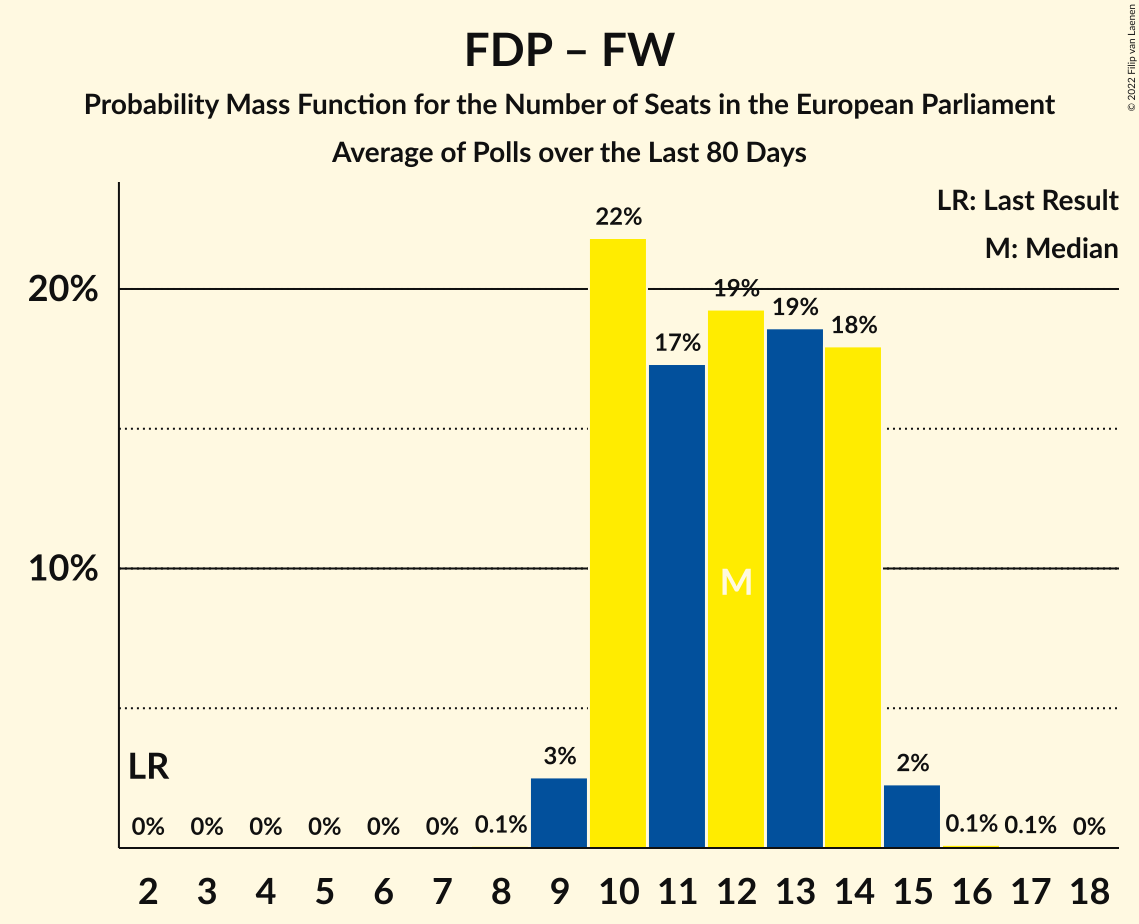 FDP – FW
Probability Mass Function for the Number of Seats in the European Parliament
Average of Polls over the Last 80 Days
© 2022 Filip van Laenen
LR: Last Result
M: Median
20%
10%
22%
17%
19%
19%
18%
M
LR
0%
0%
0%
0%
0%
0%
0.1%
3%
2%
0.1%
0.1%
0%
2 3 4 5 6 7 8 9 10 11 12 13 14 15 16 17 18